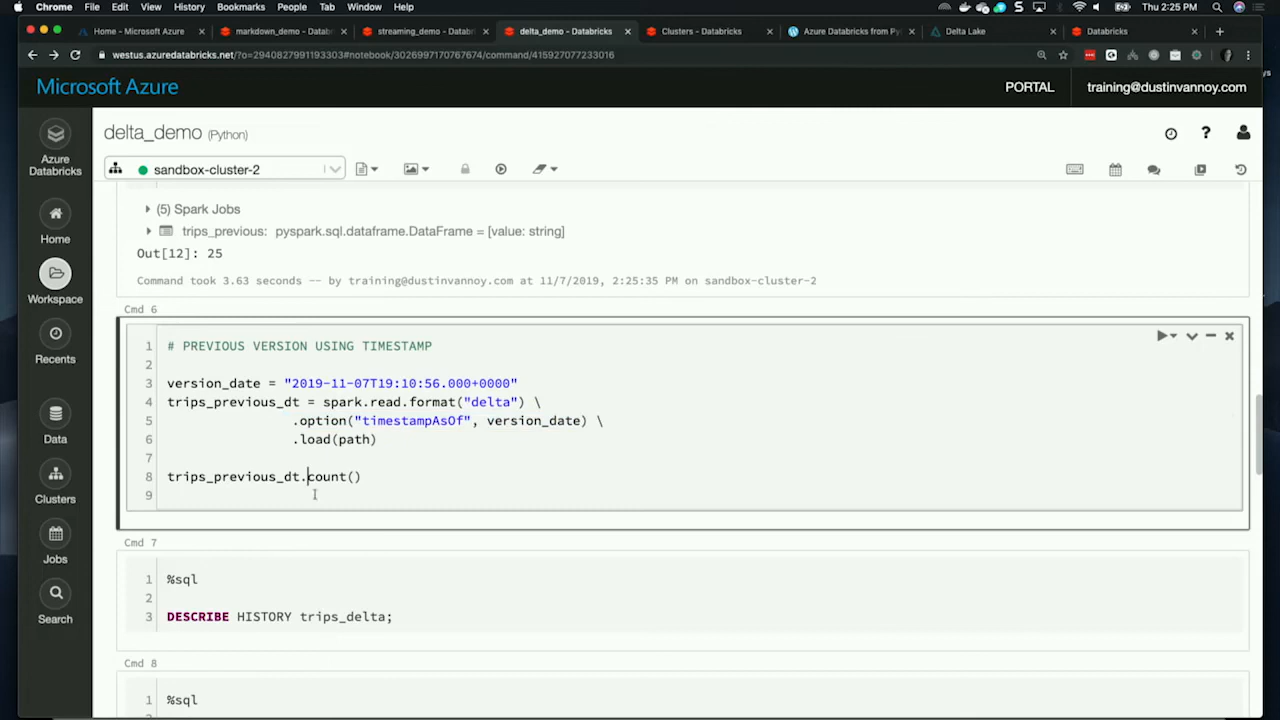 Chrome File Edit View History Bookmarks People Tab Window Help Thu 2:25 PM
Home - Microsoft Azure markdown_demo - Datab streaming_demo - Datab delta_demo - Databricks Clusters - Databricks Azure Databricks from Py Delta Lake Databricks
westus.azuredatabricks.net/?o=2940827991193303#notebook/3026997170767674/command/415927077233016
Microsoft Azure PORTAL training@dustinvannoy.com
delta_demo (Python)
sandbox-cluster-2
Azure
Databricks
Home
Workspace
Recents
Data
Clusters
Jobs
Search
(5) Spark Jobs
trips_previous: pyspark.sql.dataframe.DataFrame = [value: string]
Out[12]: 25
Command took 3.63 seconds -- by training@dustinvannoy.com at 11/7/2019, 2:25:35 PM on sandbox-cluster-2
Cmd 6
1 # PREVIOUS VERSION USING TIMESTAMP
2
3 version_date = "2019-11-07T19:10:56.000+0000"
4 trips_previous_dt = spark.read.format("delta") \
5 .option("timestampAsOf", version_date) \
6 .load(path)
7
8 trips_previous_dt.count()
9
Cmd 7
1 %sql
2
3 DESCRIBE HISTORY trips_delta;
Cmd 8
1 %sql